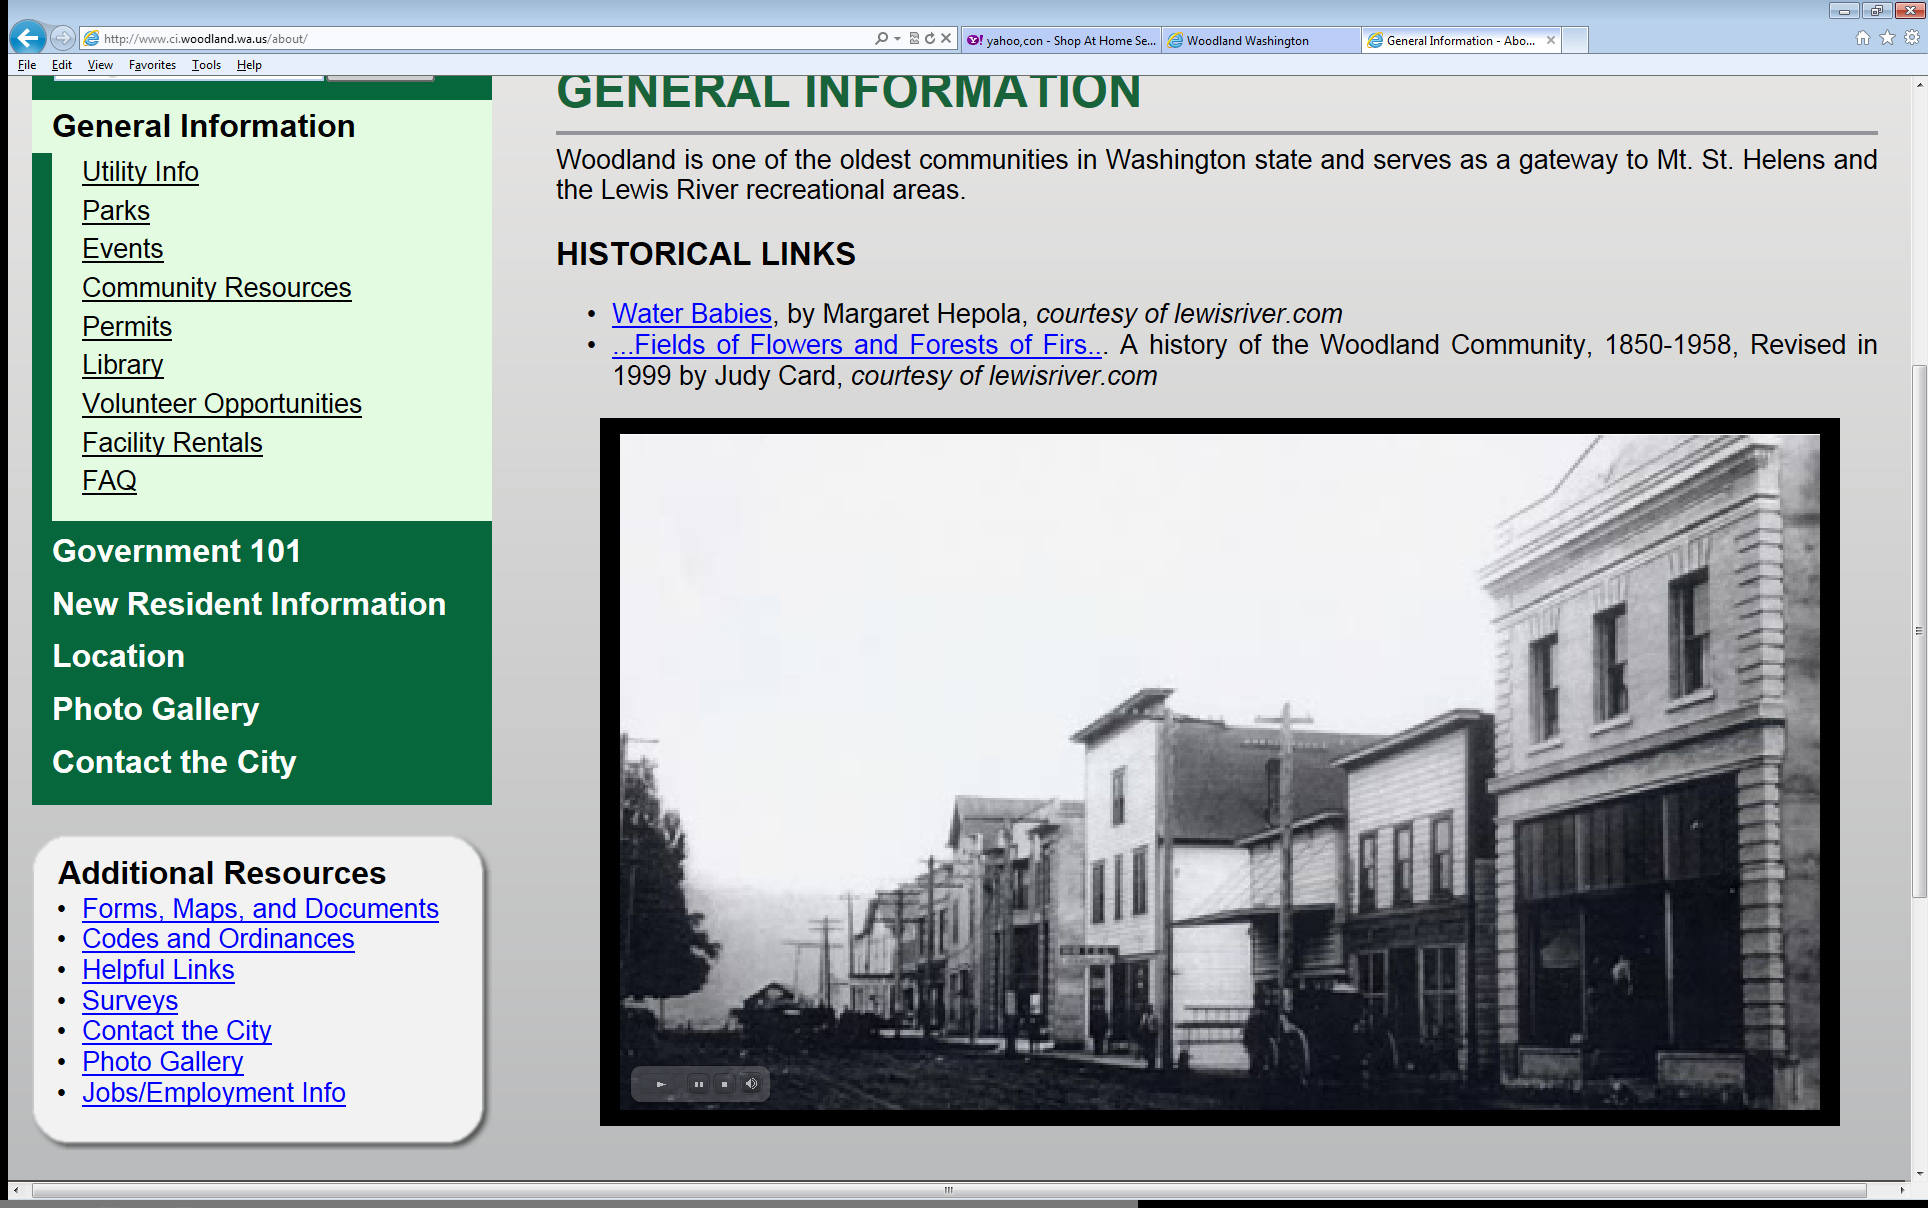 http://www.ci.woodland.wa.us/about/
yahoo,con - Shop At Home Se...
Woodland Washington
General Information - Abo...
File Edit View Favorites Tools Help
General Information
Utility Info
Parks
Events
Community Resources
Permits
Library
Volunteer Opportunities
Facility Rentals
FAQ
Government 101
New Resident Information
Location
Photo Gallery
Contact the City
Additional Resources
• Forms, Maps, and Documents
• Codes and Ordinances
• Helpful Links
• Surveys
• Contact the City
• Photo Gallery
• Jobs/Employment Info
GENERAL INFORMATION
Woodland is one of the oldest communities in Washington state and serves as a gateway to Mt. St. Helens and
the Lewis River recreational areas.
HISTORICAL LINKS
• Water Babies, by Margaret Hepola, courtesy of lewisriver.com
• ...Fields of Flowers and Forests of Firs... A history of the Woodland Community, 1850-1958, Revised in
1999 by Judy Card, courtesy of lewisriver.com